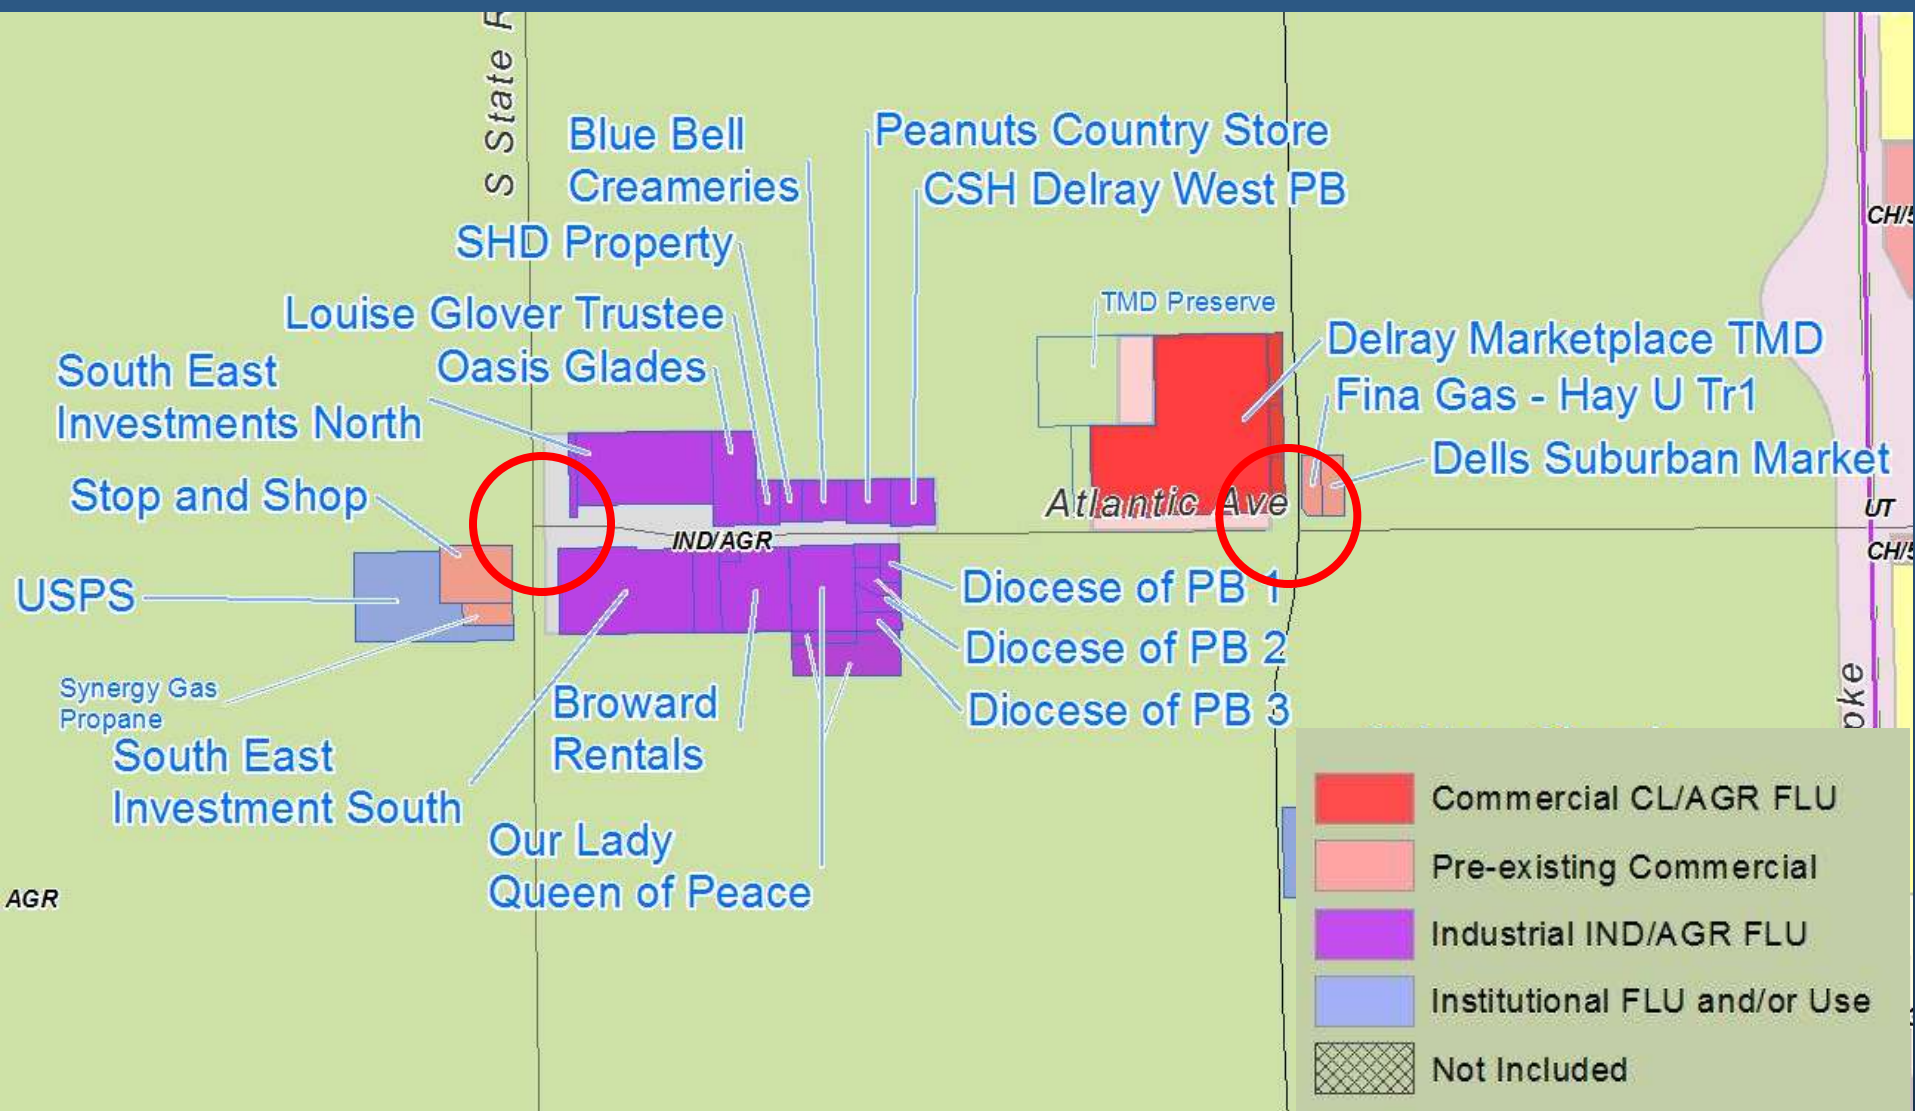 S State R
Blue Bell
Creameries
Peanuts Country Store
CSH Delray West PB
SHD Property
Louise Glover Trustee
Oasis Glades
South East
Investments North
Stop and Shop
USPS
Synergy Gas
Propane
South East
Investment South
Broward
Rentals
Our Lady
Queen of Peace
IND/AGR
Diocese of PB 1
Diocese of PB 2
Diocese of PB 3
TMD Preserve
Delray Marketplace TMD
Fina Gas - Hay U Tr1
Dells Suburban Market
Atlantic Ave
CH/5
UT
CH/5
oke
AGR
Commercial CL/AGR FLU
Pre-existing Commercial
Industrial IND/AGR FLU
Institutional FLU and/or Use
Not Included